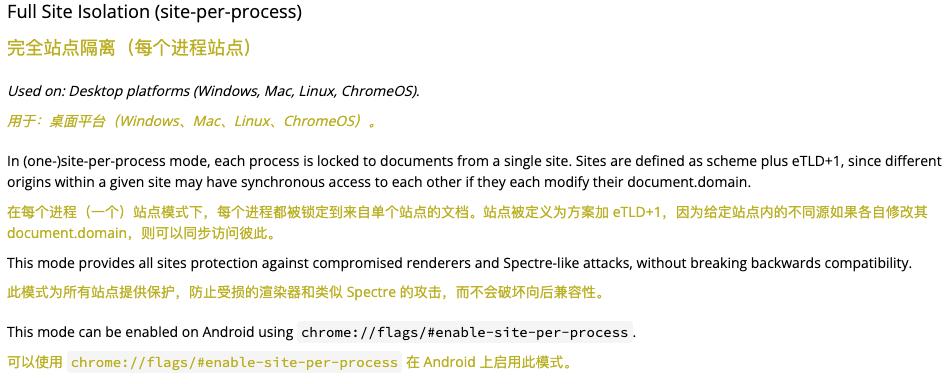 Full Site Isolation (site-per-process)
完全站点隔离（每个进程站点）
Used on: Desktop platforms (Windows, Mac, Linux, ChromeOS).
用于：桌面平台（Windows、Mac、Linux、ChromeOS）。
In (one-)site-per-process mode, each process is locked to documents from a single site. Sites are defined as scheme plus eTLD+1, since different
origins within a given site may have synchronous access to each other if they each modify their document.domain.
在每个进程（一个）站点模式下，每个进程都被锁定到来自单个站点的文档。站点被定义为方案加 eTLD+1，因为给定站点内的不同源如果各自修改其
document.domain，则可以同步访问彼此。
This mode provides all sites protection against compromised renderers and Spectre-like attacks, without breaking backwards compatibility.
此模式为所有站点提供保护，防止受损的渲染器和类似 Spectre 的攻击，而不会破坏向后兼容性。
This mode can be enabled on Android using chrome://flags/#enable-site-per-process.
可以使用 chrome://flags/#enable-site-per-process 在 Android 上启用此模式。